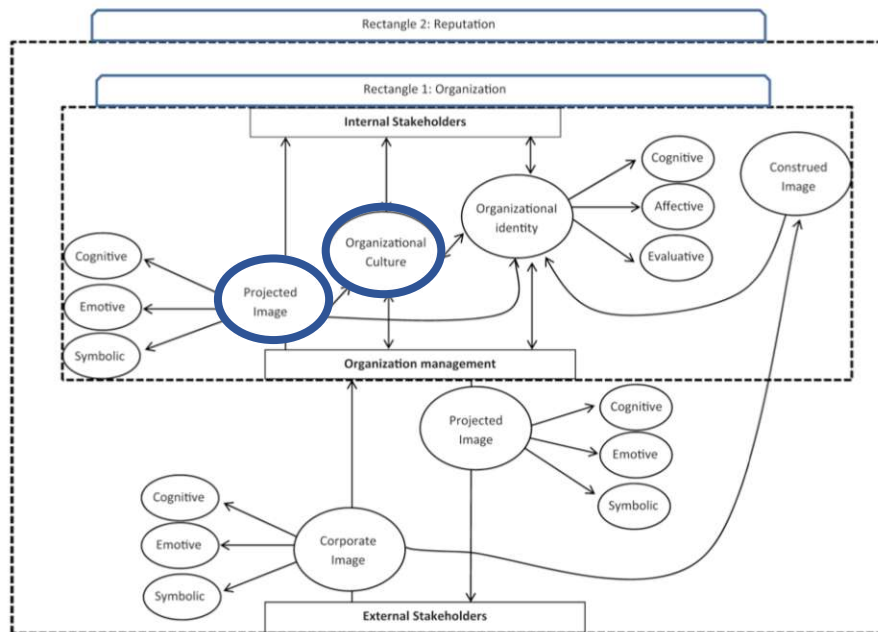 Rectangle 2: Reputation
Rectangle 1: Organization
Internal Stakeholders
Cognitive
Construed
Image
Organizational
identity
Affective
Organizational
Culture
Evaluative
Cognitive
Projected
Image
Emotive
Symbolic
Organization management
Projected
Image
Cognitive
Emotive
Symbolic
Cognitive
Emotive
Corporate
Image
Symbolic
External Stakeholders